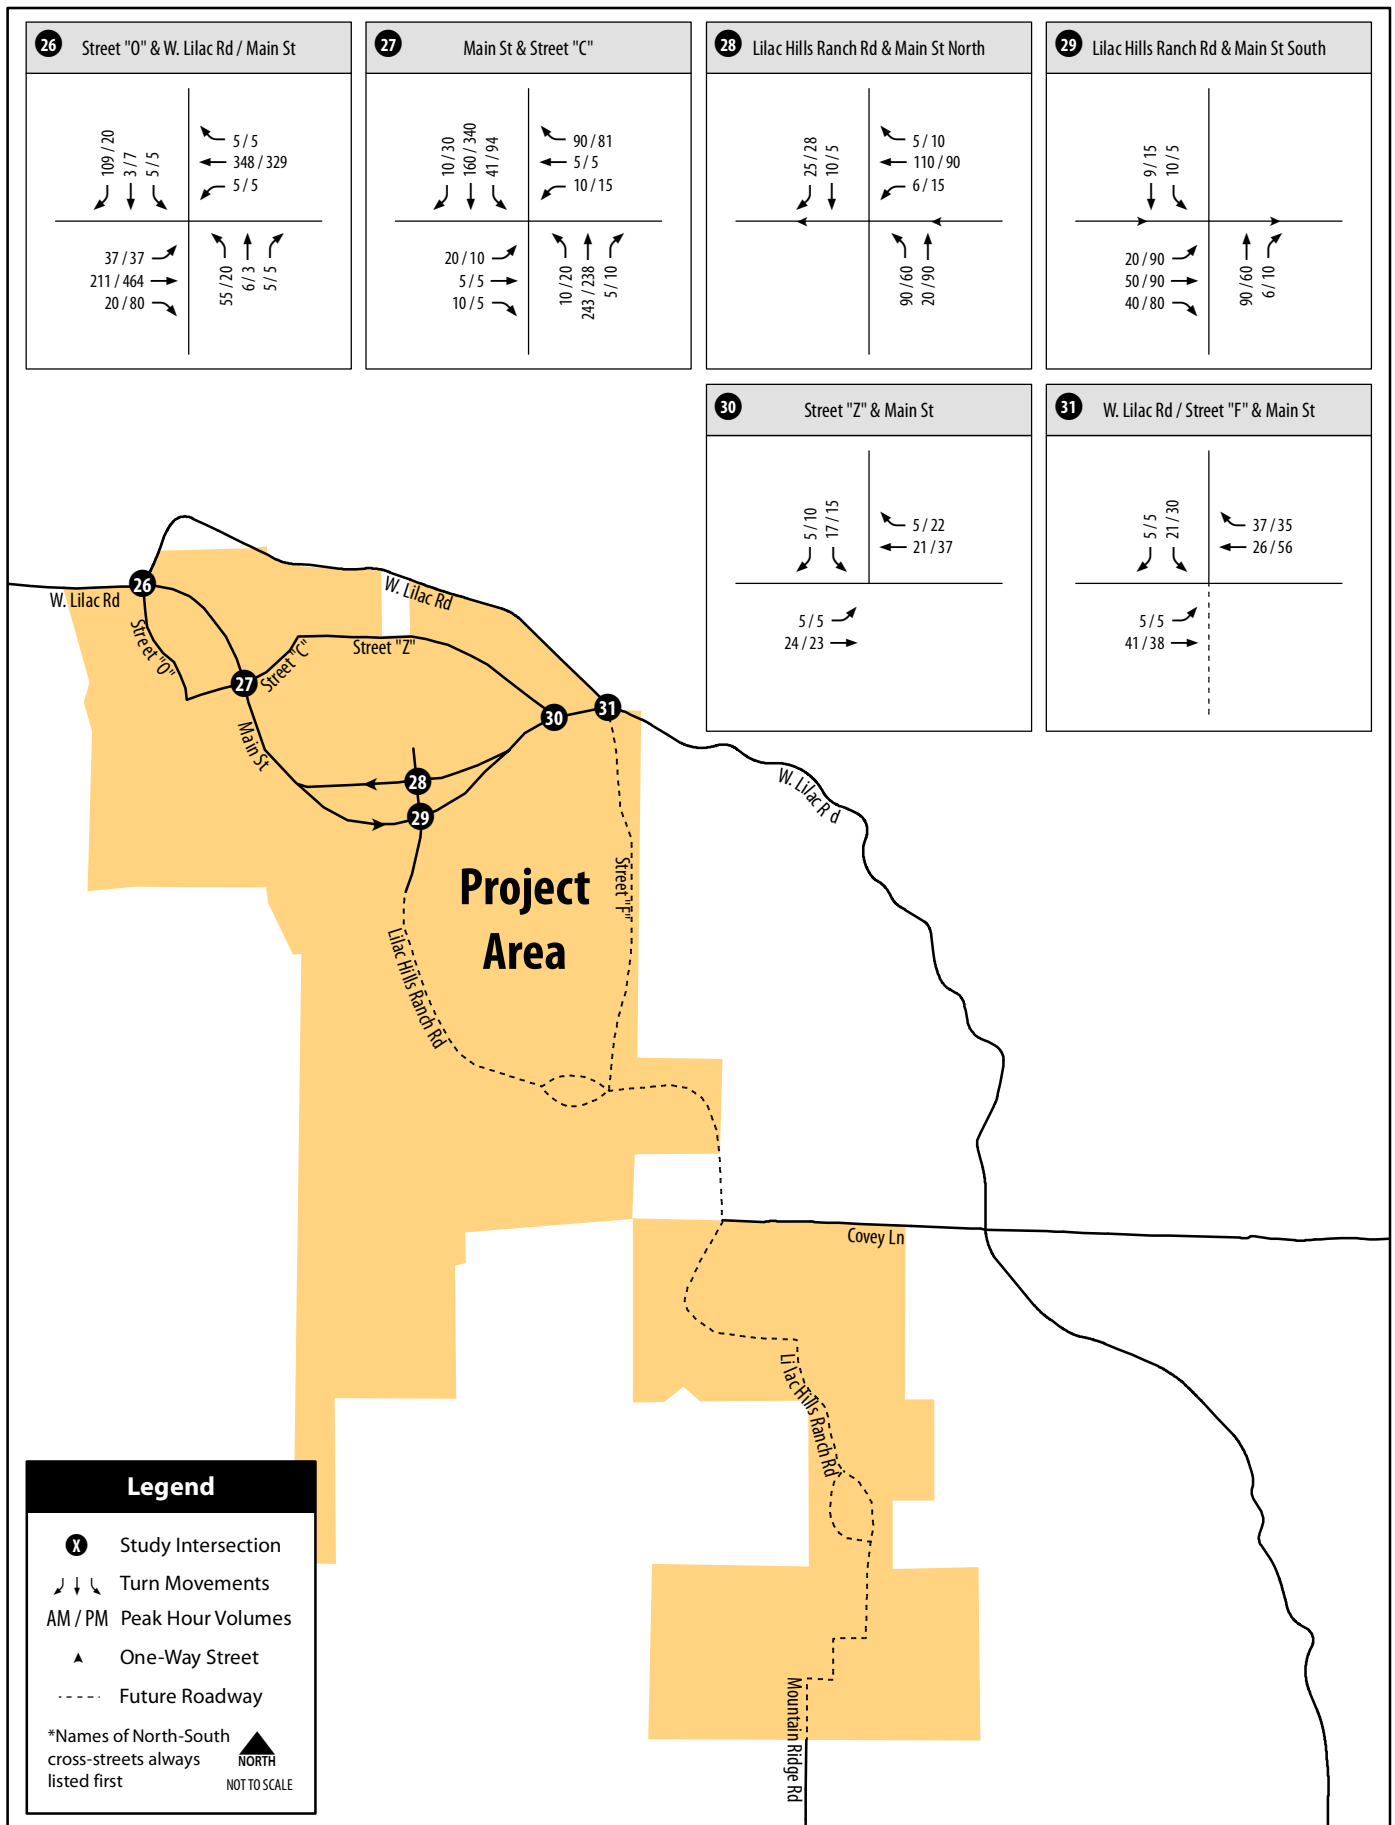 26 Street "O" & W. Lilac Rd / Main St
109 / 20
3 / 7
5 / 5
5 / 5
348 / 329
5 / 5
37 / 37
211 / 464
20 / 80
55 / 20
6 / 3
5 / 5
27 Main St & Street "C"
10 / 30
160 / 340
41 / 94
90 / 81
5 / 5
10 / 15
20 / 10
5 / 5
10 / 5
10 / 20
243 / 238
5 / 10
28 Lilac Hills Ranch Rd & Main St North
25 / 28
10 / 5
5 / 10
110 / 90
6 / 15
90 / 60
20 / 90
29 Lilac Hills Ranch Rd & Main St South
9 / 15
10 / 5
20 / 90
50 / 90
40 / 80
90 / 60
6 / 10
30 Street "Z" & Main St
5 / 10
17 / 15
5 / 22
21 / 37
5 / 5
24 / 23
31 W. Lilac Rd / Street "F" & Main St
5 / 5
21 / 30
37 / 35
26 / 56
5 / 5
41 / 38
26
W. Lilac Rd
W. Lilac Rd
Street "O"
Street "Z"
Street "C"
27
30
31
Main St
28
29
W. Lilac R d
Project
Area
Street "F"
Lilac Hills Ranch Rd
Covey Ln
Li lac Hills Ranch Rd
Mountain Ridge Rd
Legend
X Study Intersection
Turn Movements
AM / PM Peak Hour Volumes
One-Way Street
Future Roadway
*Names of North-South
cross-streets always
listed first
NORTH
NOT TO SCALE